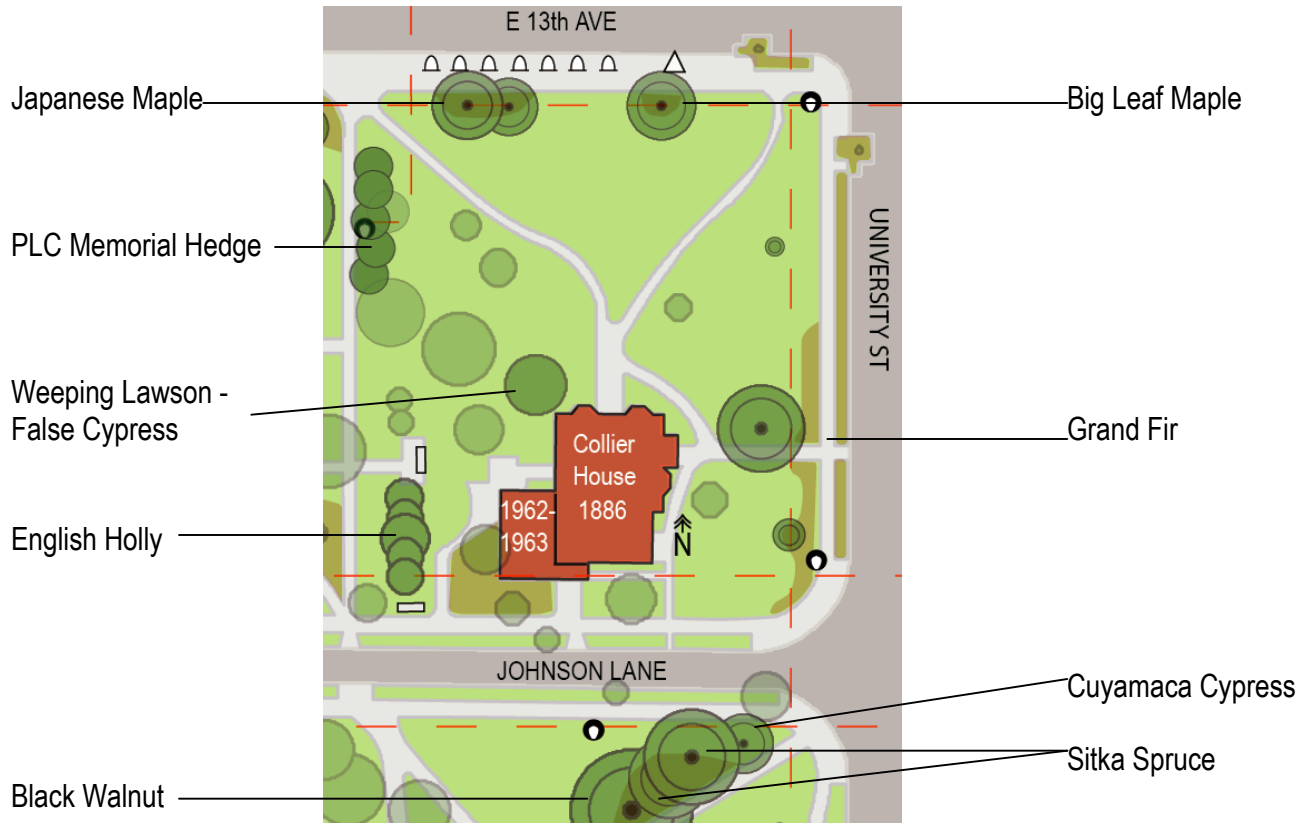 E 13th AVE
Japanese Maple
Big Leaf Maple
PLC Memorial Hedge
UNIVERSITY ST
Weeping Lawson -
False Cypress
Grand Fir
Collier
House
1886
1962-
1963
English Holly
N
JOHNSON LANE
Cuyamaca Cypress
Sitka Spruce
Black Walnut